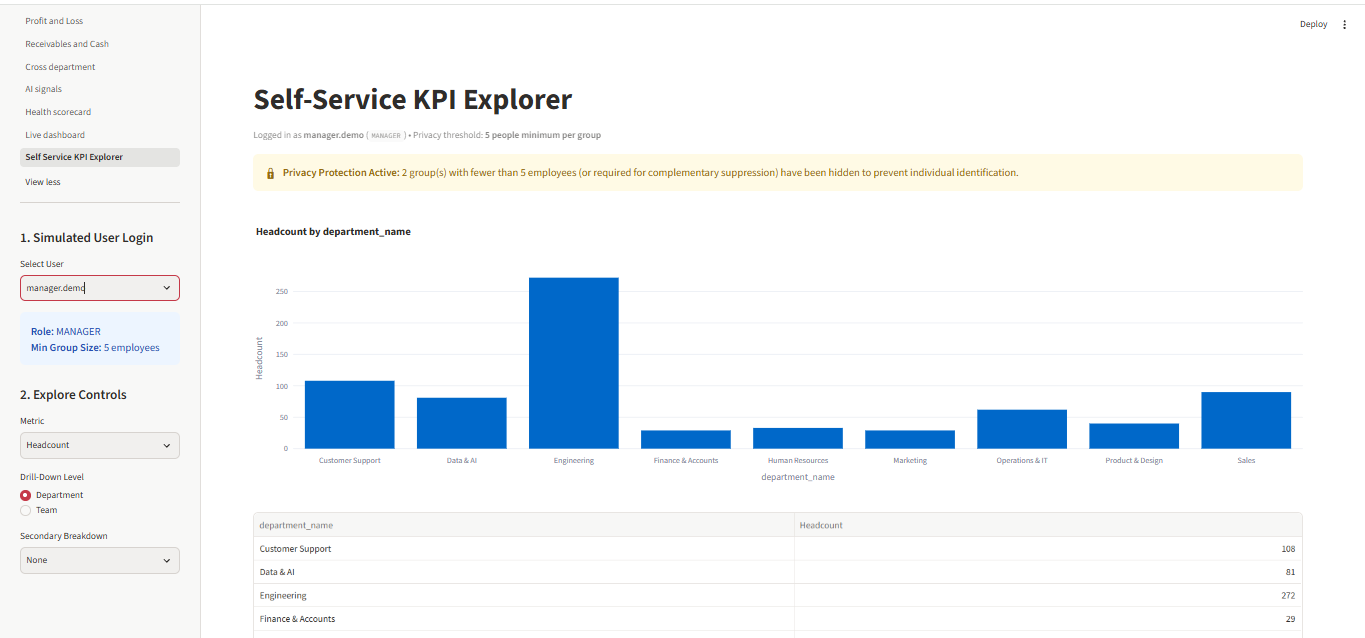 Profit and Loss
Receivables and Cash
Cross department
AI signals
Health scorecard
Live dashboard
Self Service KPI Explorer
View less
1. Simulated User Login
Select User
manager.demo
Role: MANAGER
Min Group Size: 5 employees
2. Explore Controls
Metric
Headcount
Drill-Down Level
Department
Team
Secondary Breakdown
None
Deploy
Self-Service KPI Explorer
Logged in as manager.demo ( MANAGER ) • Privacy threshold: 5 people minimum per group
Privacy Protection Active: 2 group(s) with fewer than 5 employees (or required for complementary suppression) have been hidden to prevent individual identification.
Headcount by department_name
Headcount
250
200
150
100
50
0
Customer Support Data & AI Engineering Finance & Accounts Human Resources Marketing Operations & IT Product & Design Sales
department_name
department_name Headcount
Customer Support 108
Data & AI 81
Engineering 272
Finance & Accounts 29